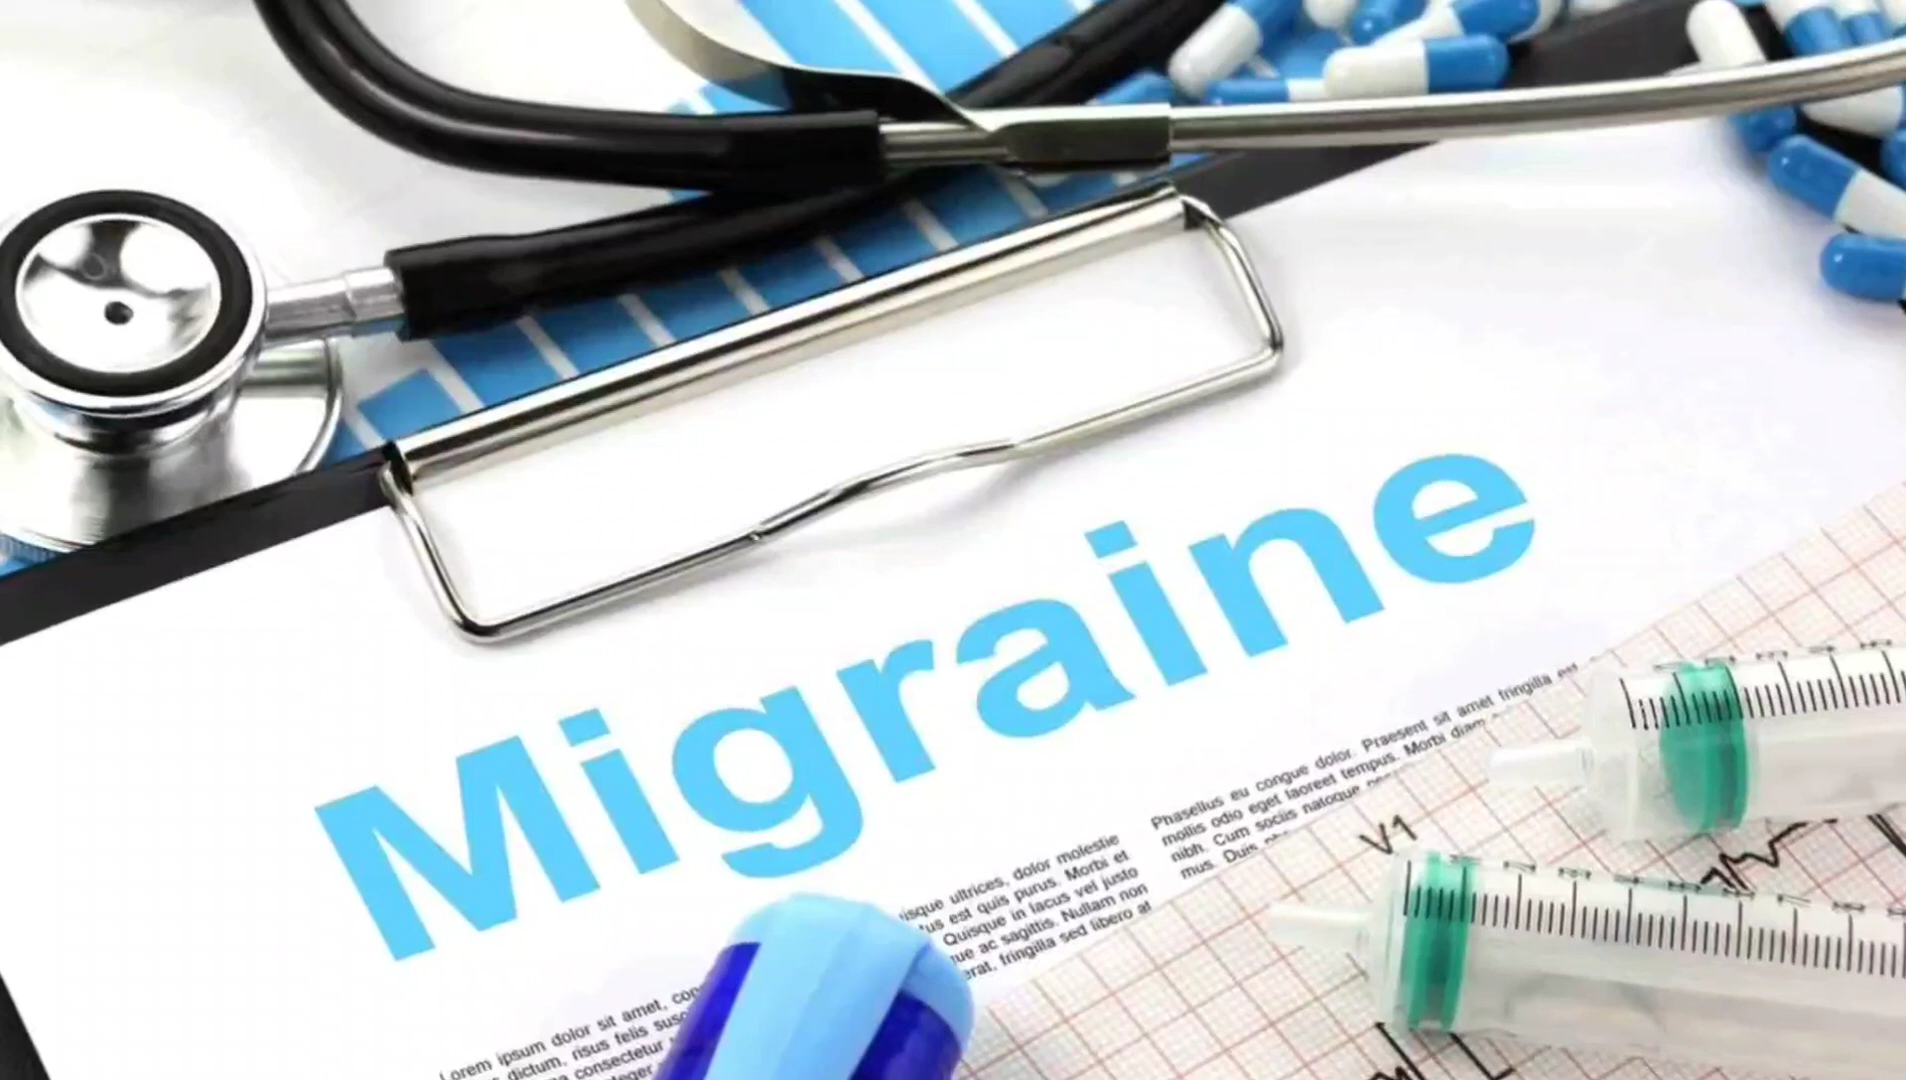 Migraine
Lorem ipsum dolor sit amet,
dictum, risus felis
consectetur
ultrices, dolor molestie
est quis purus. Morbi et
Quisque in lacus vel justo
ac sagittis. Nullam non
erat, fringilla sed libero at
Phasellus eu congue dolor. Praesent sit amet fringilla est
mollis odio eget laoreet tempus. Morbi diam
nibh. Cum sociis natoque
mus. Duis
V1